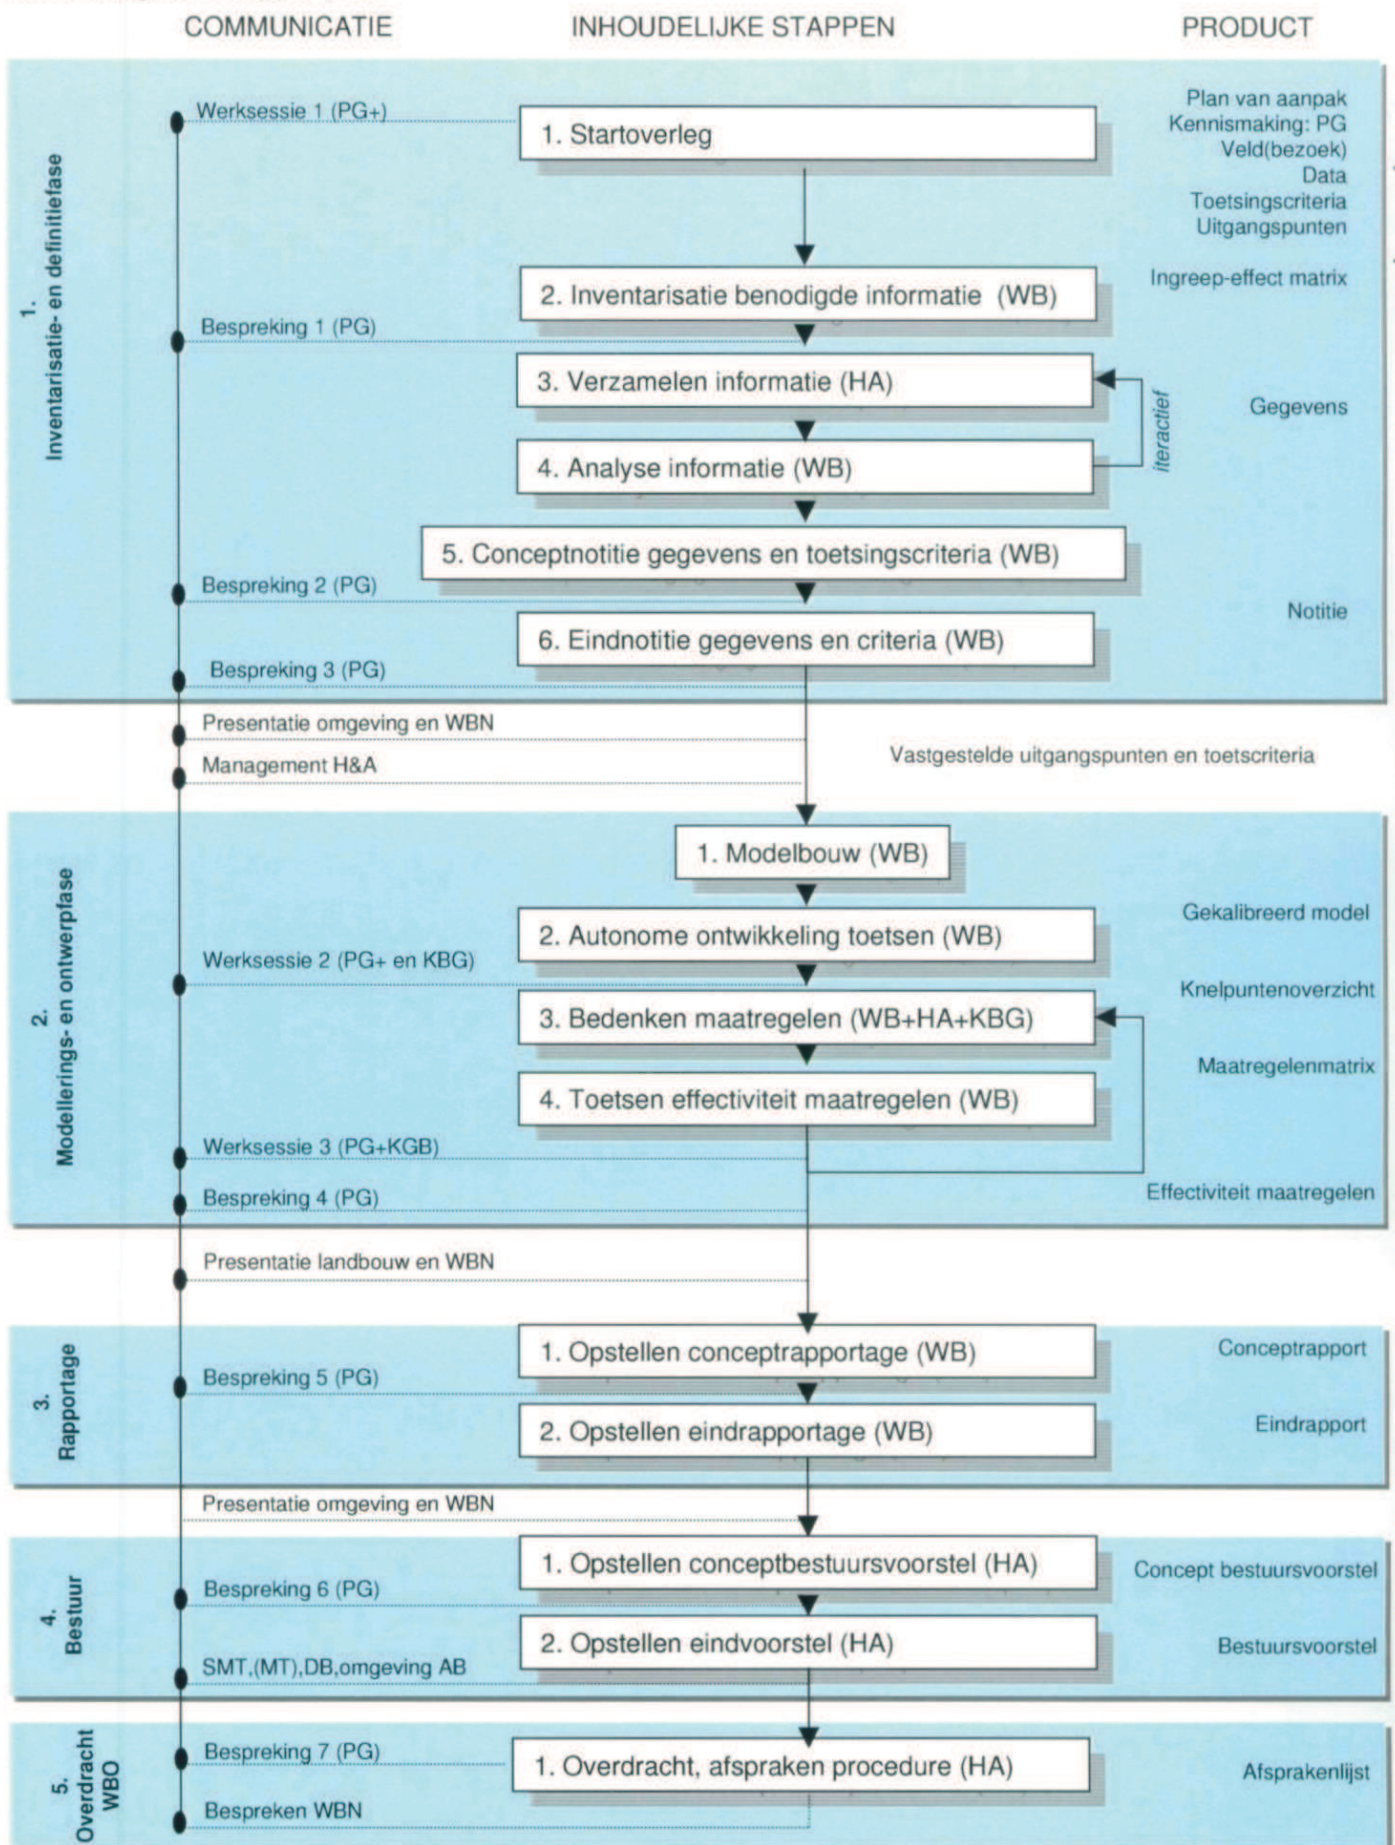 COMMUNICATIE
INHOUDELIJKE STAPPEN
PRODUCT
1.
Inventarisatie- en definitiefase
Werksessie 1 (PG+)
1. Startoverleg
Plan van aanpak
Kennismaking: PG
Veld(bezoek)
Data
Toetsingscriteria
Uitgangspunten
2. Inventarisatie benodigde informatie (WB)
Ingreep-effect matrix
Bespreking 1 (PG)
3. Verzamelen informatie (HA)
iteractief
Gegevens
4. Analyse informatie (WB)
5. Conceptnotitie gegevens en toetsingscriteria (WB)
Bespreking 2 (PG)
Notitie
6. Eindnotitie gegevens en criteria (WB)
Bespreking 3 (PG)
Presentatie omgeving en WBN
Management H&A
Vastgestelde uitgangspunten en toetscriteria
2.
Modellerings- en ontwerpfase
1. Modelbouw (WB)
Gekalibreerd model
2. Autonome ontwikkeling toetsen (WB)
Werksessie 2 (PG+ en KBG)
Knelpuntenoverzicht
3. Bedenken maatregelen (WB+HA+KBG)
Maatregelenmatrix
4. Toetsen effectiviteit maatregelen (WB)
Werksessie 3 (PG+KGB)
Bespreking 4 (PG)
Effectiviteit maatregelen
Presentatie landbouw en WBN
3.
Rapportage
1. Opstellen conceptrapportage (WB)
Conceptrapport
Bespreking 5 (PG)
2. Opstellen eindrapportage (WB)
Eindrapport
Presentatie omgeving en WBN
4.
Bestuur
1. Opstellen conceptbestuursvoorstel (HA)
Concept bestuursvoorstel
Bespreking 6 (PG)
2. Opstellen eindvoorstel (HA)
Bestuursvoorstel
SMT,(MT),DB,omgeving AB
5.
Overdracht
WBO
Bespreking 7 (PG)
1. Overdracht, afspraken procedure (HA)
Afsprakenlijst
Bespreken WBN